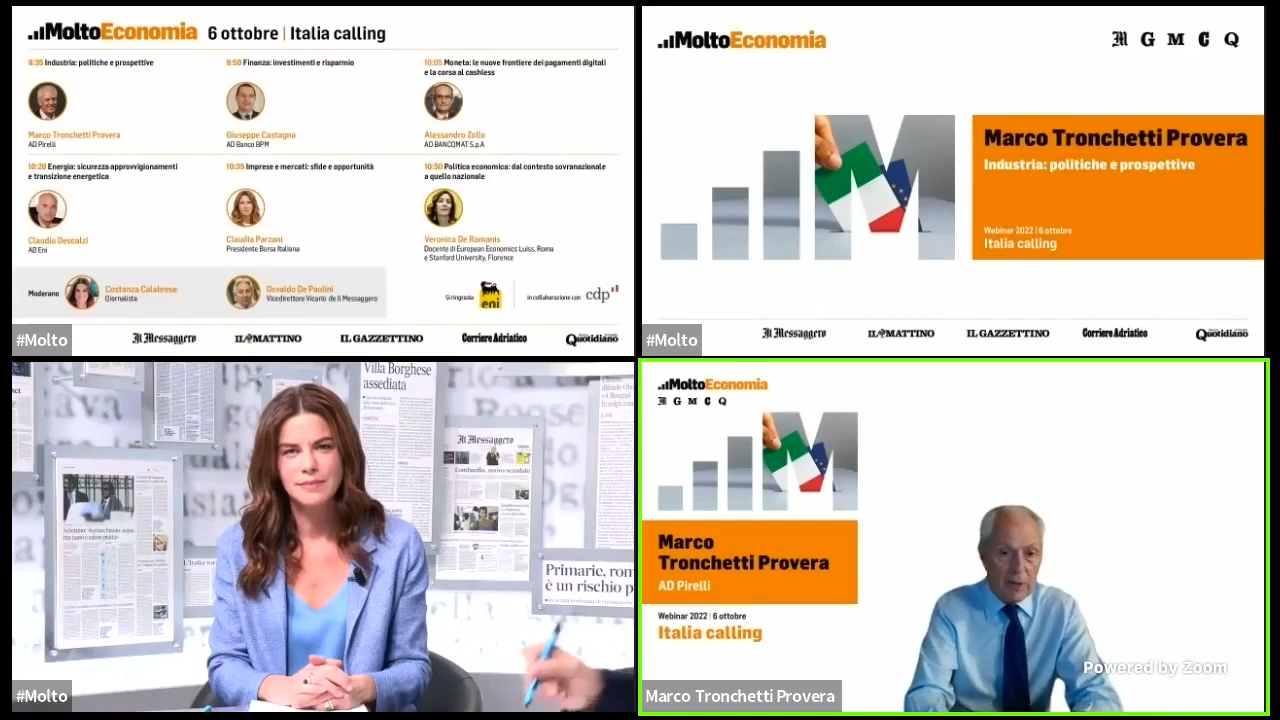 MoltoEconomia 6 ottobre | Italia calling
9:35 Industria: politiche e prospettive
Marco Tronchetti Provera
AD Pirelli
9:50 Finanza: investimenti e risparmio
Giuseppe Castagna
AD Banco BPM
10:05 Moneta: le nuove frontiere dei pagamenti digitali
e la corsa al cashless
Alessandro Zollo
AD BANCOMAT S.p.A
10:20 Energia: sicurezza approvvigionamenti
e transizione energetica
Claudio Descalzi
AD Eni
10:35 Imprese e mercati: sfide e opportunità
Claudia Parzani
Presidente Borsa Italiana
10:50 Politica economica: dal contesto sovranazionale
a quello nazionale
Veronica De Romanis
Docente di European Economics Luiss, Roma
e Stanford University, Florence
Moderano
Costanza Calabrese
Giornalista
Osvaldo De Paolini
Vicedirettore Vicario de Il Messaggero
Si ringrazia
eni
in collaborazione con
cdp
#Molto
Il Messaggero IL MATTINO IL GAZZETTINO Corriere Adriatico Quotidiano
MoltoEconomia
M G M C Q
Marco Tronchetti Provera
Industria: politiche e prospettive
Webinar 2022 | 6 ottobre
Italia calling
#Molto
Il Messaggero IL MATTINO IL GAZZETTINO Corriere Adriatico Quotidiano
Villa Borghese
assediata
Il Messaggero
Lombardia, nuovo scandalo
L'Italia
Primarie, rom
è un rischio p
#Molto
MoltoEconomia
M G M C Q
Marco
Tronchetti Provera
AD Pirelli
Webinar 2022 | 6 ottobre
Italia calling
Powered by Zoom
Marco Tronchetti Provera